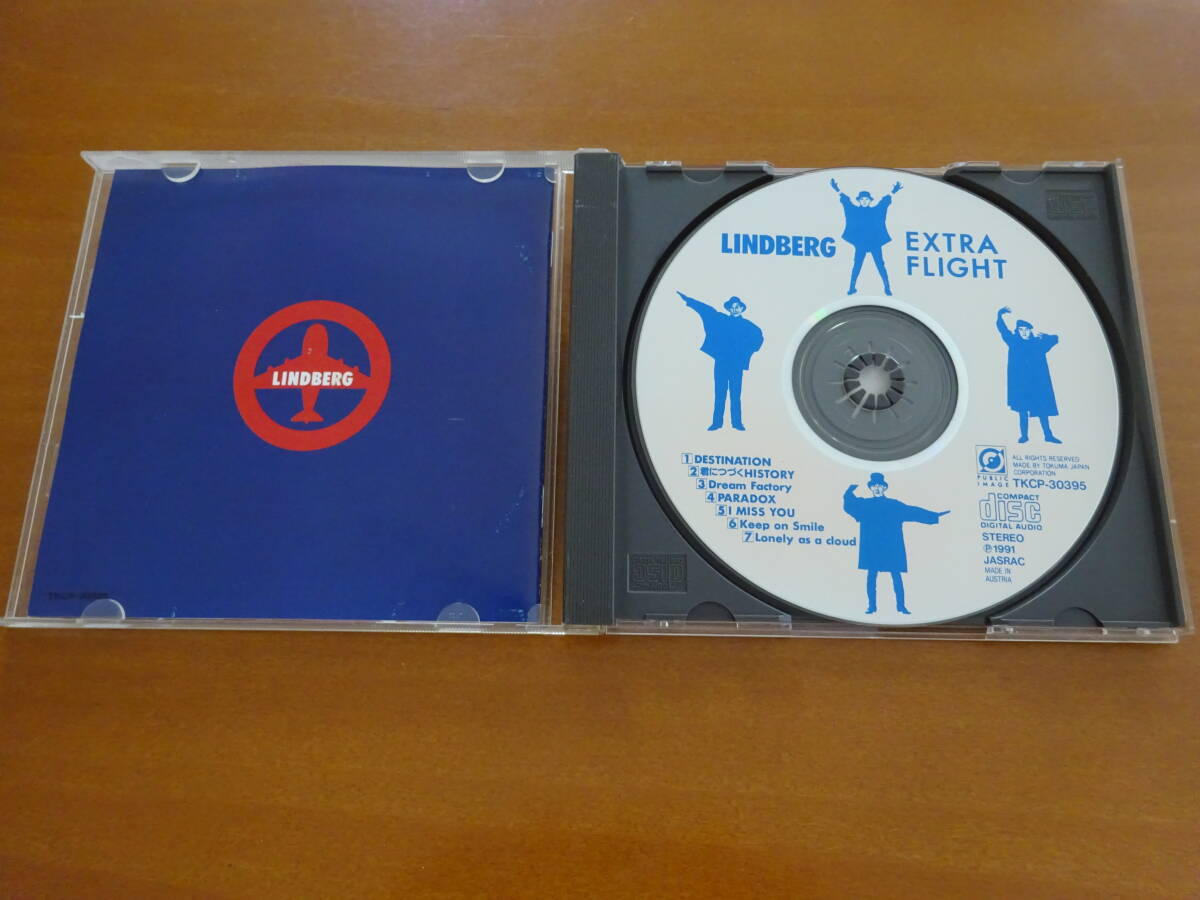 LINDBERG
TKCP-30395
LINDBERG
EXTRA
FLIGHT
1 DESTINATION
2 君につづくHISTORY
3 Dream Factory
4 PARADOX
5 I MISS YOU
6 Keep on Smile
7 Lonely as a cloud
PUBLIC
IMAGE
ALL RIGHTS RESERVED
MADE BY TOKUMA JAPAN
CORPORATION
TKCP-30395
COMPACT
disc
DIGITAL AUDIO
STEREO
℗1991
JASRAC
MADE IN
AUSTRIA